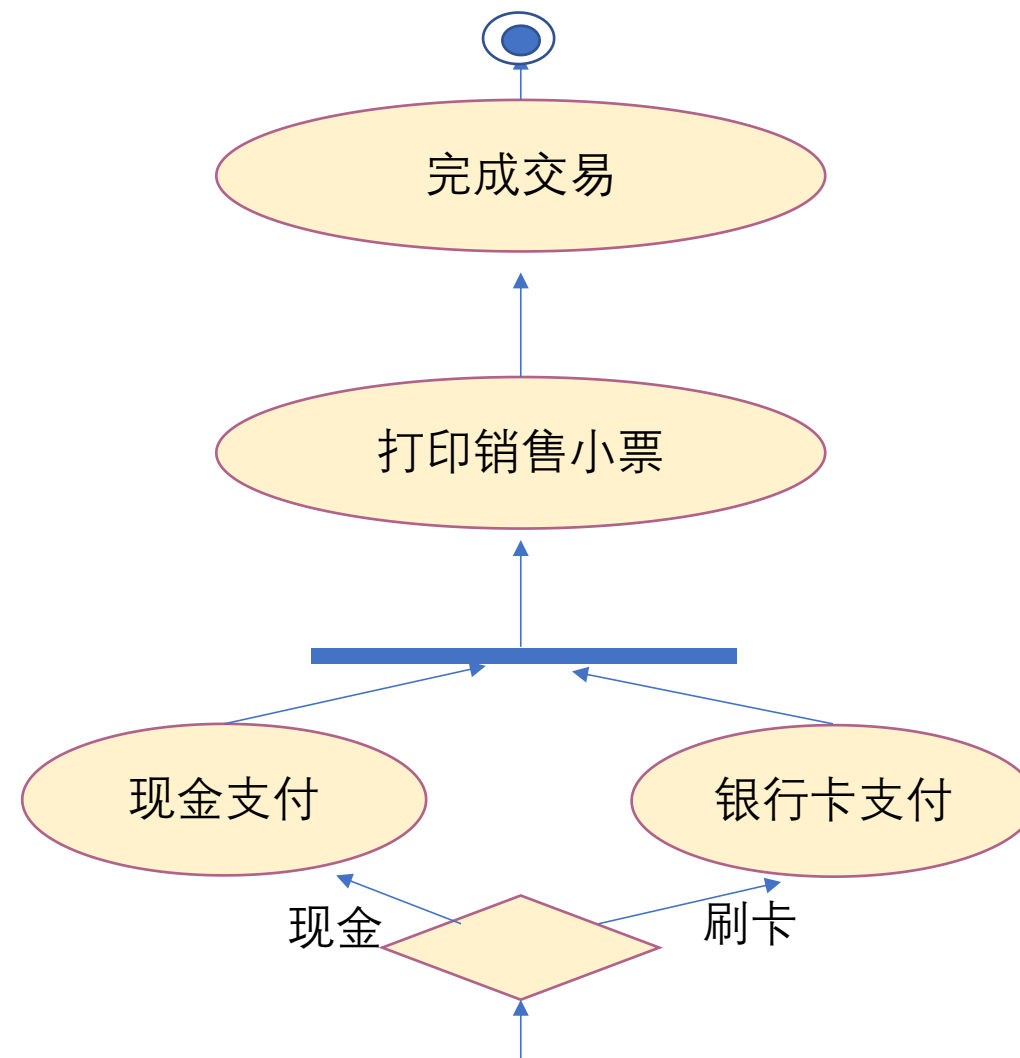 完成交易
打印销售小票
现金支付
银行卡支付
现金
刷卡